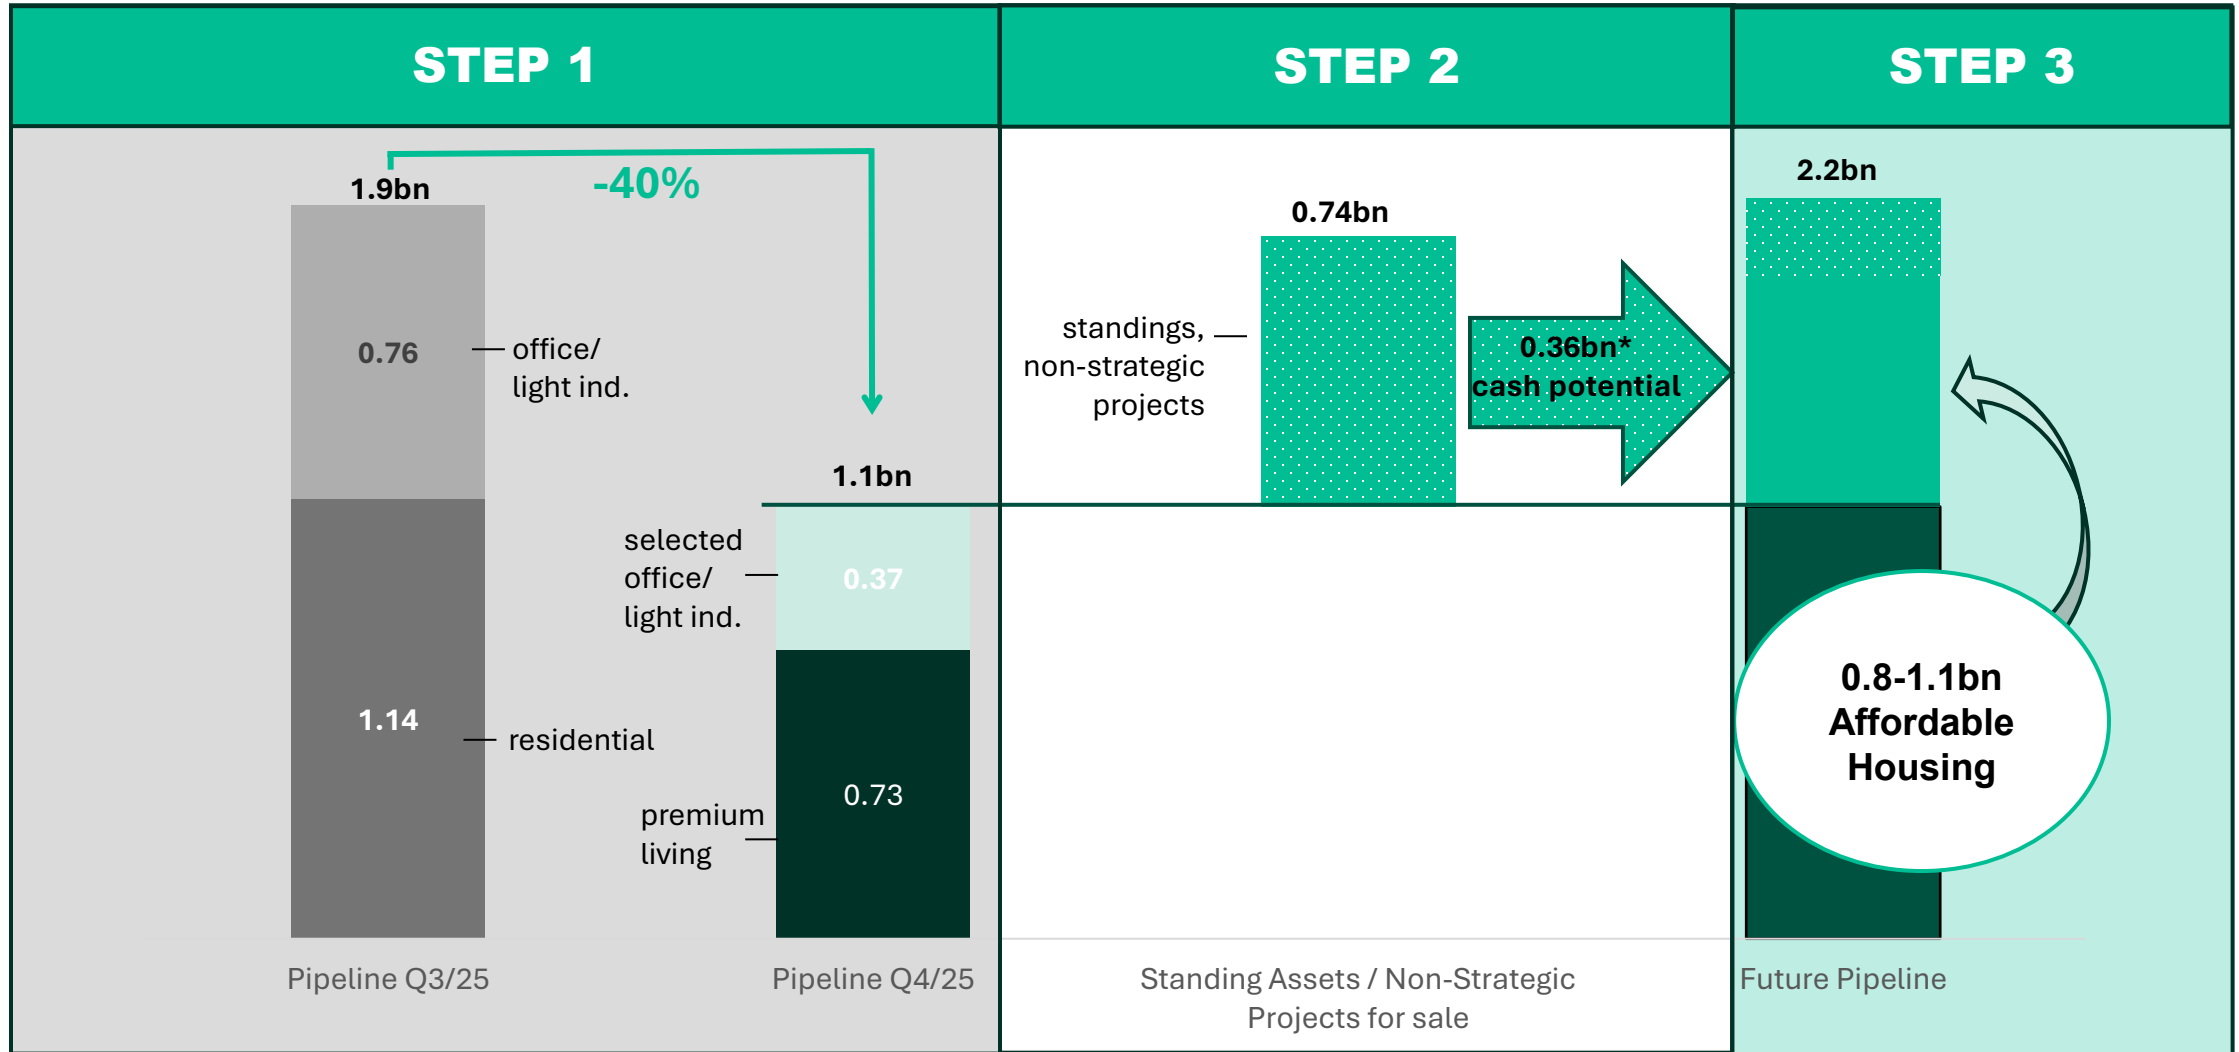 STEP 1
STEP 2
STEP 3
1.9bn
-40%
0.76
office/
light ind.
1.14
residential
1.1bn
selected
office/
light ind.
0.37
premium
living
0.73
Pipeline Q3/25
Pipeline Q4/25
0.74bn
standings,
non-strategic
projects
0.36bn*
cash potential
Standing Assets / Non-Strategic
Projects for sale
2.2bn
0.8-1.1bn
Affordable
Housing
Future Pipeline